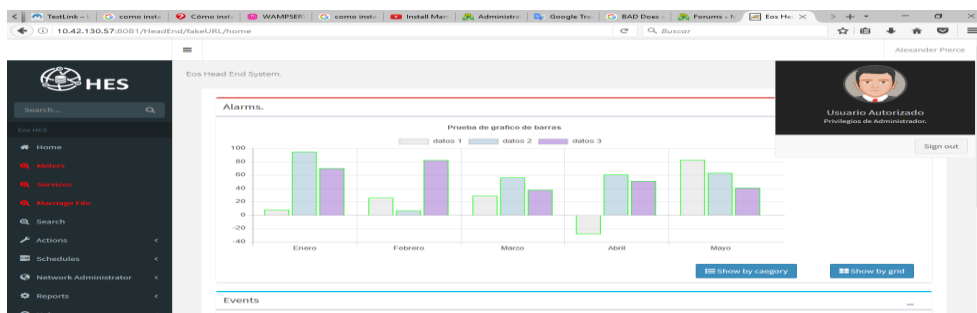 TestLink -
como inst
Cómo inst
WAMPSER
como inst
Install Man
Administra
Google Tra
BAD Does
Forums -
Eos He
10.42.130.57:8081/HeadEnd/fakeURL/home
Buscar
Alexander Pierce
HES
Search...
Eos HES
Home
Meters
Services
Marriage File
Search
Actions
Schedules
Network Administrator
Reports
Eos Head End System.
Alarms.
Prueba de grafico de barras
datos 1
datos 2
datos 3
100
80
60
40
20
0
-20
-40
Enero
Febrero
Marzo
Abril
Mayo
Show by caegory
Show by grid
Events
Usuario Autorizado
Privilegios de Administrador.
Sign out